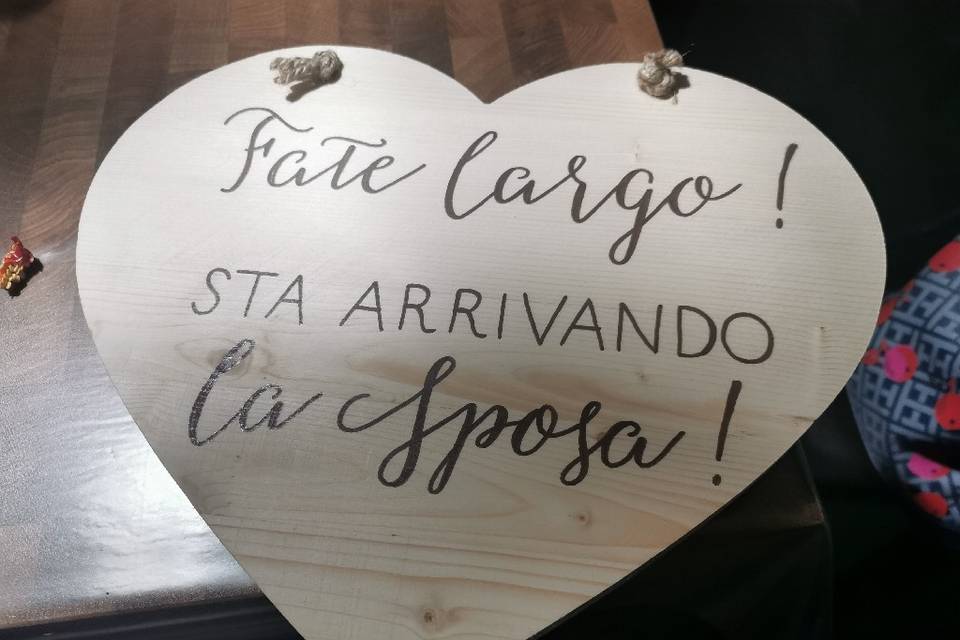 Fate largo !
STA ARRIVANDO
la Sposa !